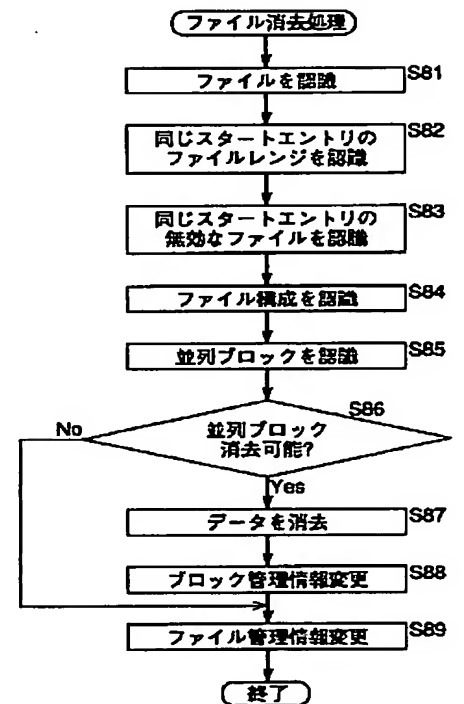 ファイル消去処理
ファイルを認識
S81
同じスタートエントリの
ファイルレンジを認識
S82
同じスタートエントリの
無効なファイルを認識
S83
ファイル構成を認識
S84
並列ブロックを認識
S85
並列ブロック
消去可能?
S86
No
Yes
データを消去
S87
ブロック管理情報変更
S88
ファイル管理情報変更
S89
終了